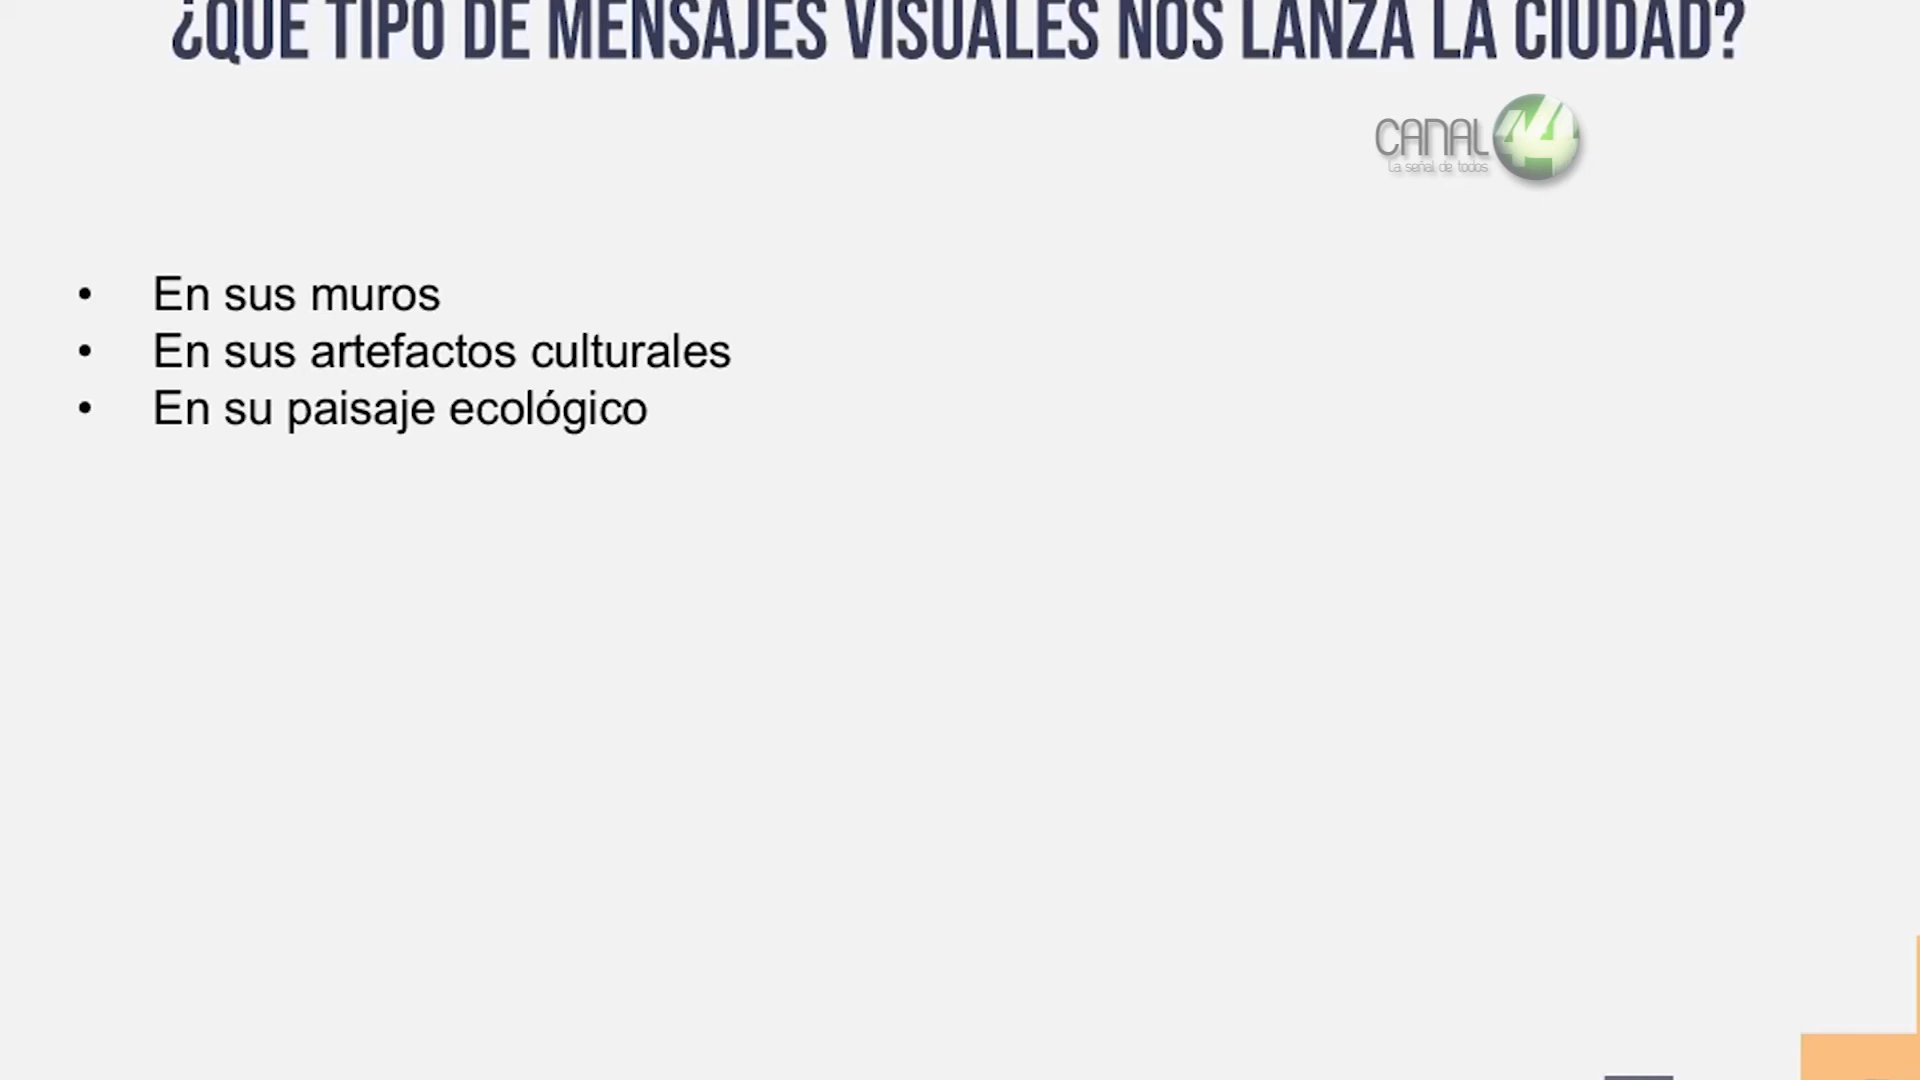 ¿QUÉ TIPO DE MENSAJES VISUALES NOS LANZA LA CIUDAD?
CANAL 44
La señal de todos
• En sus muros
• En sus artefactos culturales
• En su paisaje ecológico